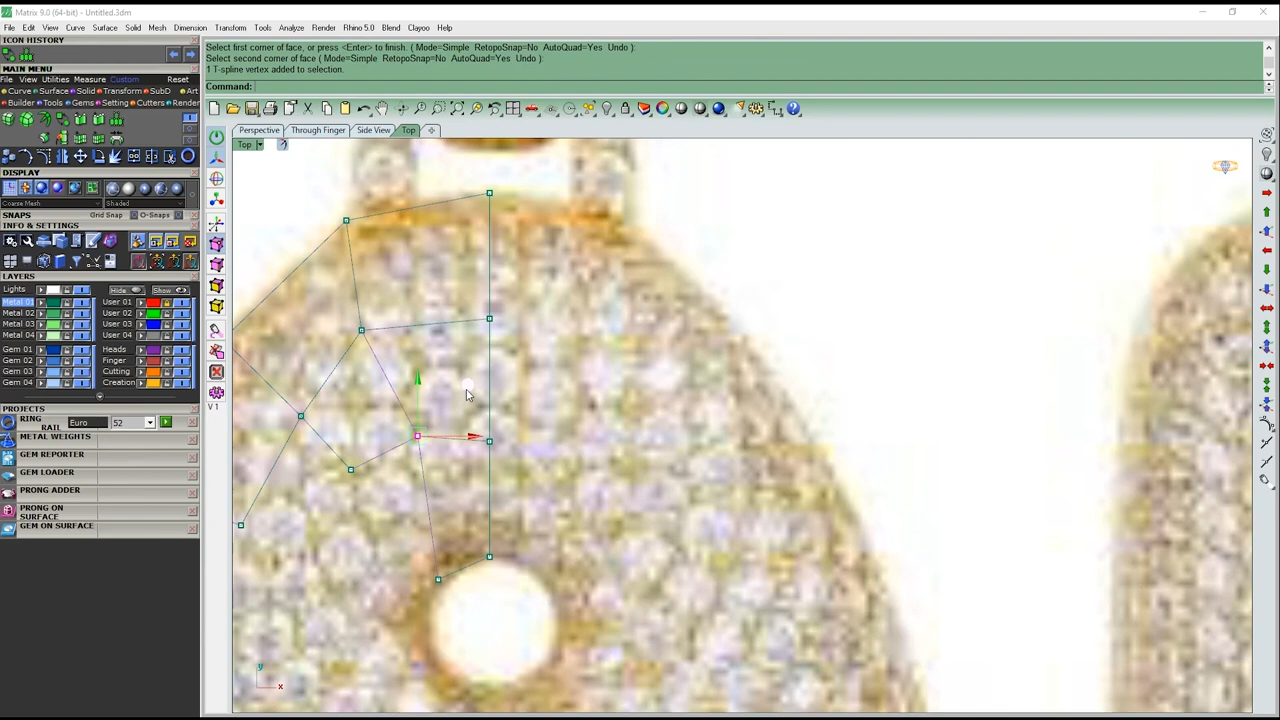 Matrix 9.0 (64-bit) - Untitled.3dm
File Edit View Curve Surface Solid Mesh Dimension Transform Tools Analyze Render Rhino 5.0 Blend Clayoo Help
ICON HISTORY
MAIN MENU
File View Utilities Measure Custom Reset
Curve Surface Solid Transform SubD Art
Builder Tools Gems Setting Cutters Render
DISPLAY
Coarse Mesh Shaded
SNAPS Grid Snap O-Snaps
INFO & SETTINGS
LAYERS
Lights Hide Show
Metal 01 User 01
Metal 02 User 02
Metal 03 User 03
Metal 04 User 04
Gem 01 Heads
Gem 02 Finger
Gem 03 Cutting
Gem 04 Creation
PROJECTS
RING RAIL Euro 52
METAL WEIGHTS
GEM REPORTER
GEM LOADER
PRONG ADDER
PRONG ON SURFACE
GEM ON SURFACE
Select first corner of face, or press <Enter> to finish. ( Mode=Simple RetopoSnap=No AutoQuad=Yes Undo ):
Select second corner of face ( Mode=Simple RetopoSnap=No AutoQuad=Yes Undo ):
1 T-spline vertex added to selection.
Command:
Perspective Through Finger Side View Top
Top
V 1
y
x